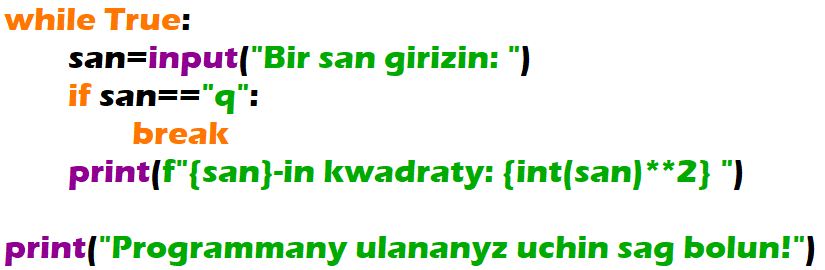 while True:
san=input("Bir san girizin: ")
if san=="q":
break
print(f"{san}-in kwadraty: {int(san)**2} ")
print("Programmany ulananyz uchin sag bolun!")